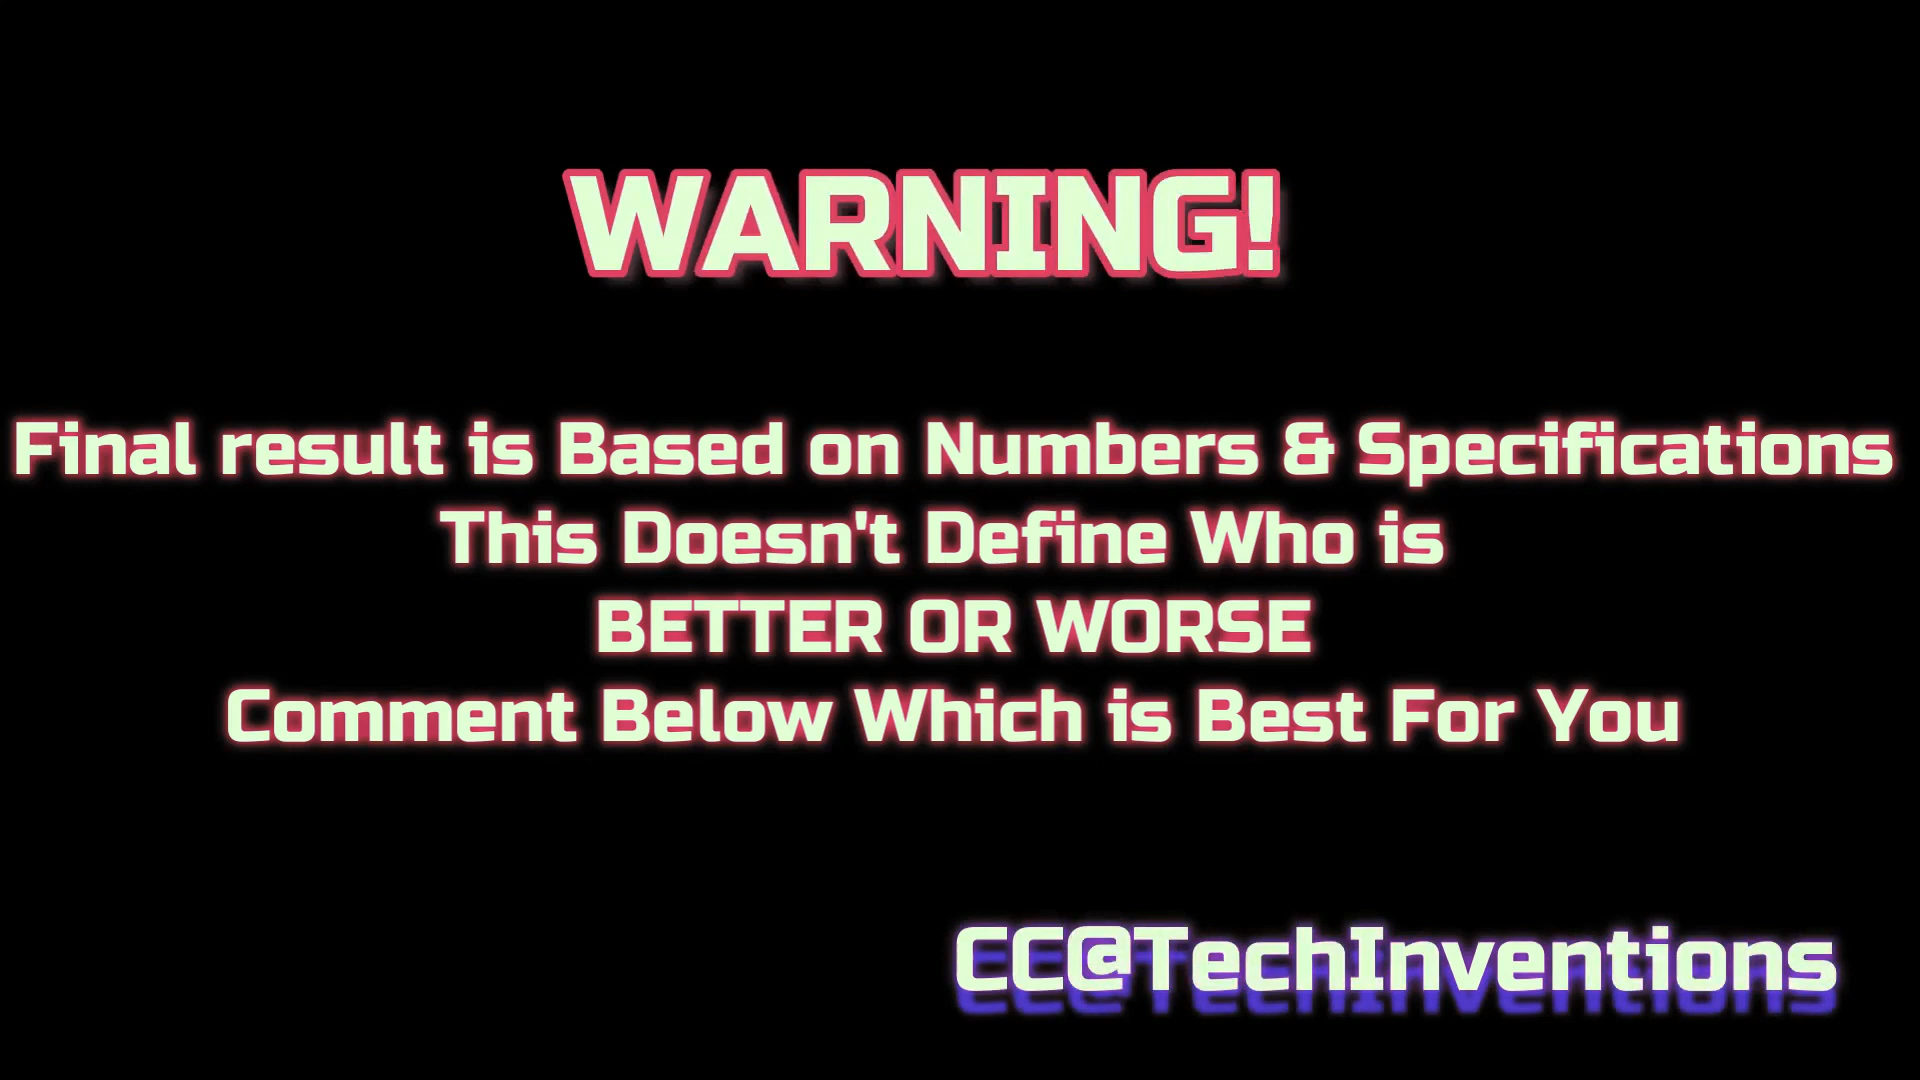 WARNING!
Final result is Based on Numbers & Specifications
This Doesn't Define Who is
BETTER OR WORSE
Comment Below Which is Best For You
CC@TechInventions